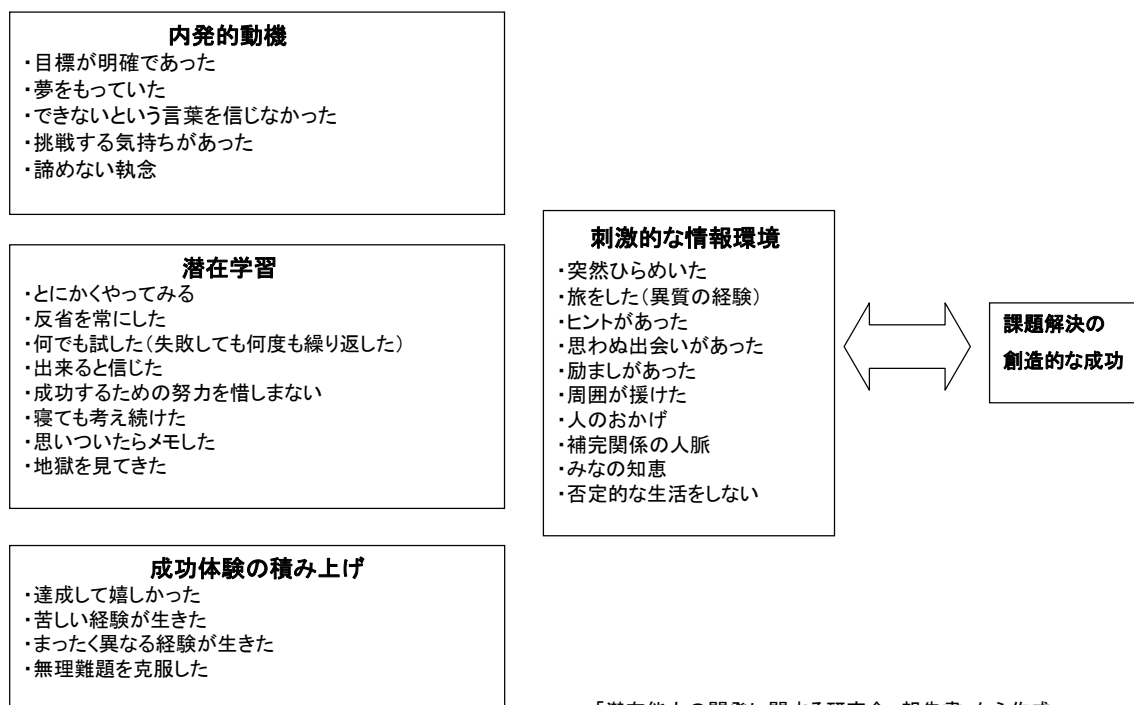 内発的動機
・目標が明確であった
・夢をもっていた
・できないという言葉を信じなかった
・挑戦する気持ちがあった
・諦めない執念
潜在学習
・とにかくやってみる
・反省を常にした
・何でも試した（失敗しても何度も繰り返した）
・出来ると信じた
・成功するための努力を惜しまない
・寝ても考え続けた
・思いついたらメモした
・地獄を見てきた
成功体験の積み上げ
・達成して嬉しかった
・苦しい経験が生きた
・まったく異なる経験が生きた
・無理難題を克服した
刺激的な情報環境
・突然ひらめいた
・旅をした（異質の経験）
・ヒントがあった
・思わぬ出会いがあった
・励ましがあった
・周囲が援けた
・人のおかげ
・補完関係の人脈
・みなの知恵
・否定的な生活をしない
課題解決の
創造的な成功